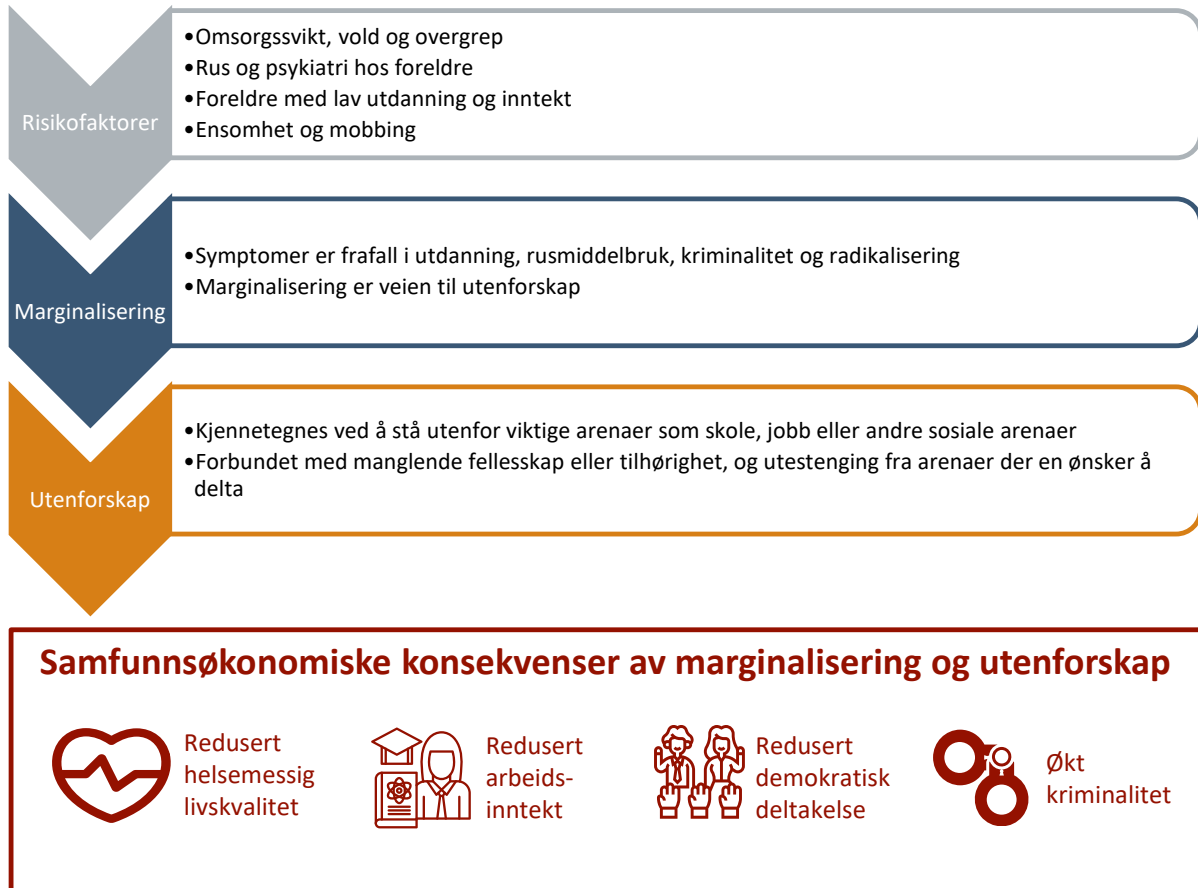 Risikofaktorer
•Omsorgssvikt, vold og overgrep
•Rus og psykiatri hos foreldre
•Foreldre med lav utdanning og inntekt
•Ensomhet og mobbing
Marginalisering
•Symptomer er frafall i utdanning, rusmiddelbruk, kriminalitet og radikalisering
•Marginalisering er veien til utenforskap
Utenforskap
•Kjennetegnes ved å stå utenfor viktige arenaer som skole, jobb eller andre sosiale arenaer
•Forbundet med manglende fellesskap eller tilhørighet, og utestenging fra arenaer der en ønsker å
delta
Samfunnsøkonomiske konsekvenser av marginalisering og utenforskap
Redusert
helsemessig
livskvalitet
Redusert
arbeids-
inntekt
Redusert
demokratisk
deltakelse
Økt
kriminalitet